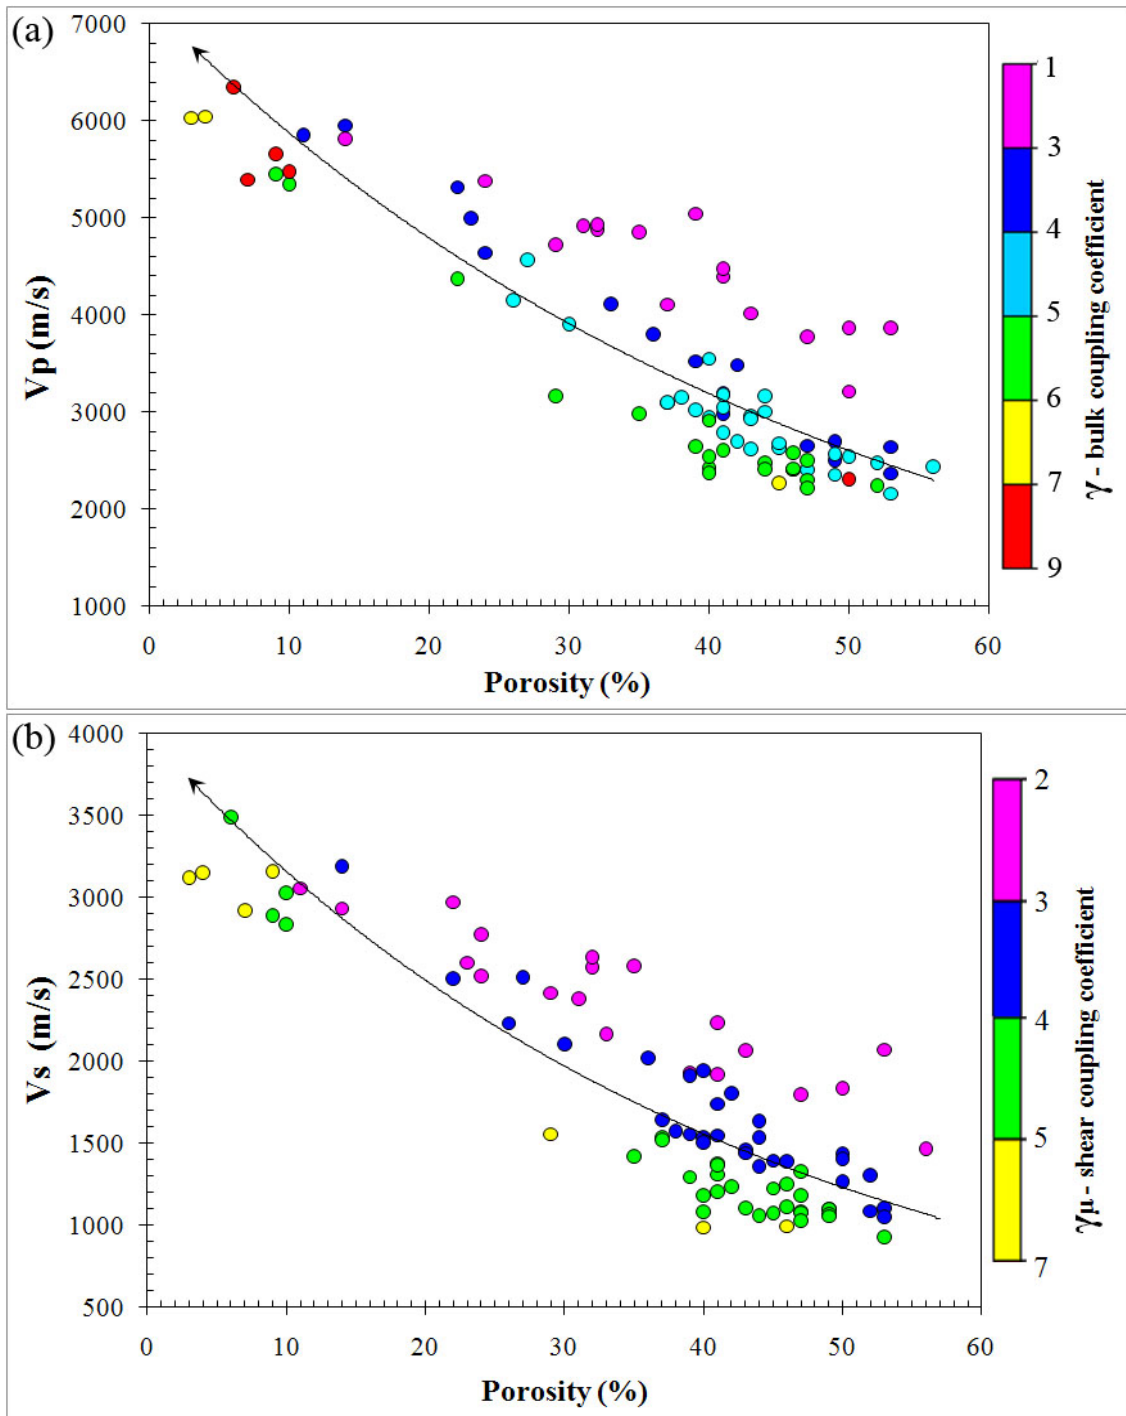 (a)
7000
6000
5000
4000
3000
2000
1000
Vp (m/s)
0 10 20 30 40 50 60
Porosity (%)
1
3
4
5
6
7
9
γ - bulk coupling coefficient
(b)
4000
3500
3000
2500
2000
1500
1000
500
Vs (m/s)
0 10 20 30 40 50 60
Porosity (%)
2
3
4
5
7
γμ - shear coupling coefficient